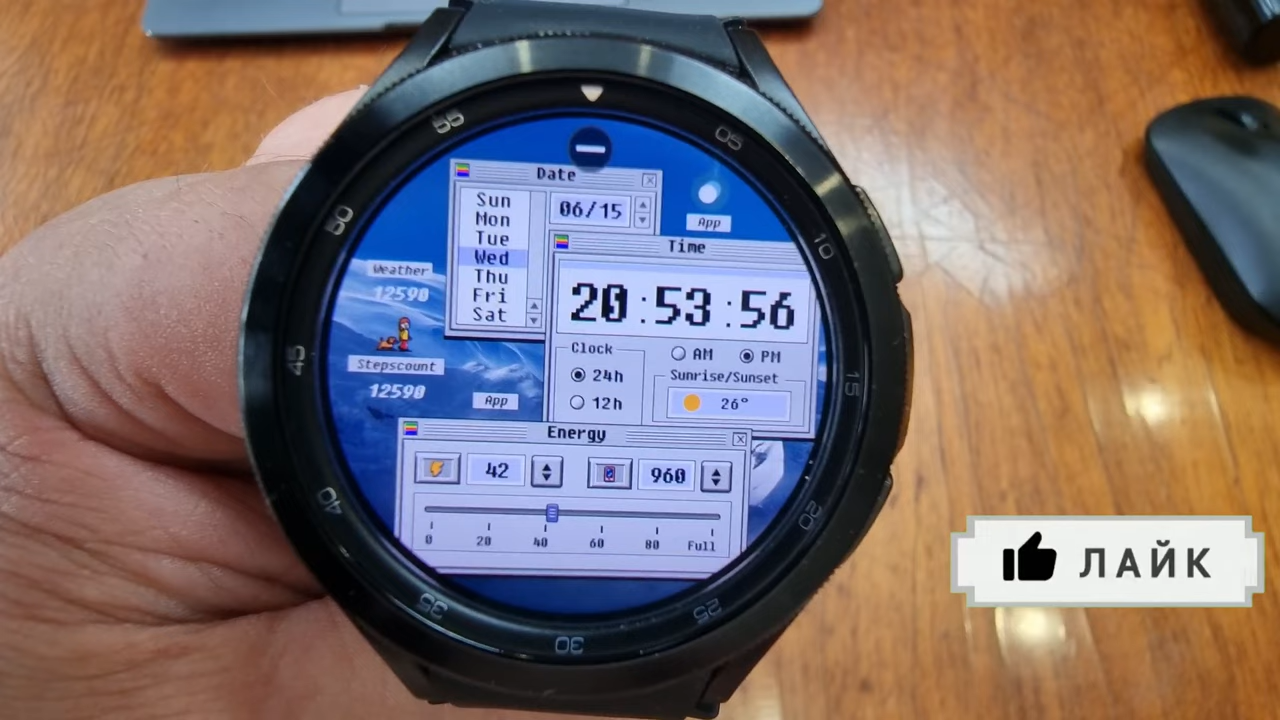 55
05
50
10
45
15
40
20
35
25
30
Date
Sun
Mon
Tue
Wed
Thu
Fri
Sat
06/15
App
Weather
12590
Stepscount
12590
App
Time
20:53:56
Clock
24h
12h
AM
PM
Sunrise/Sunset
26°
Energy
42
960
0 20 40 60 80 Full
ЛАЙК